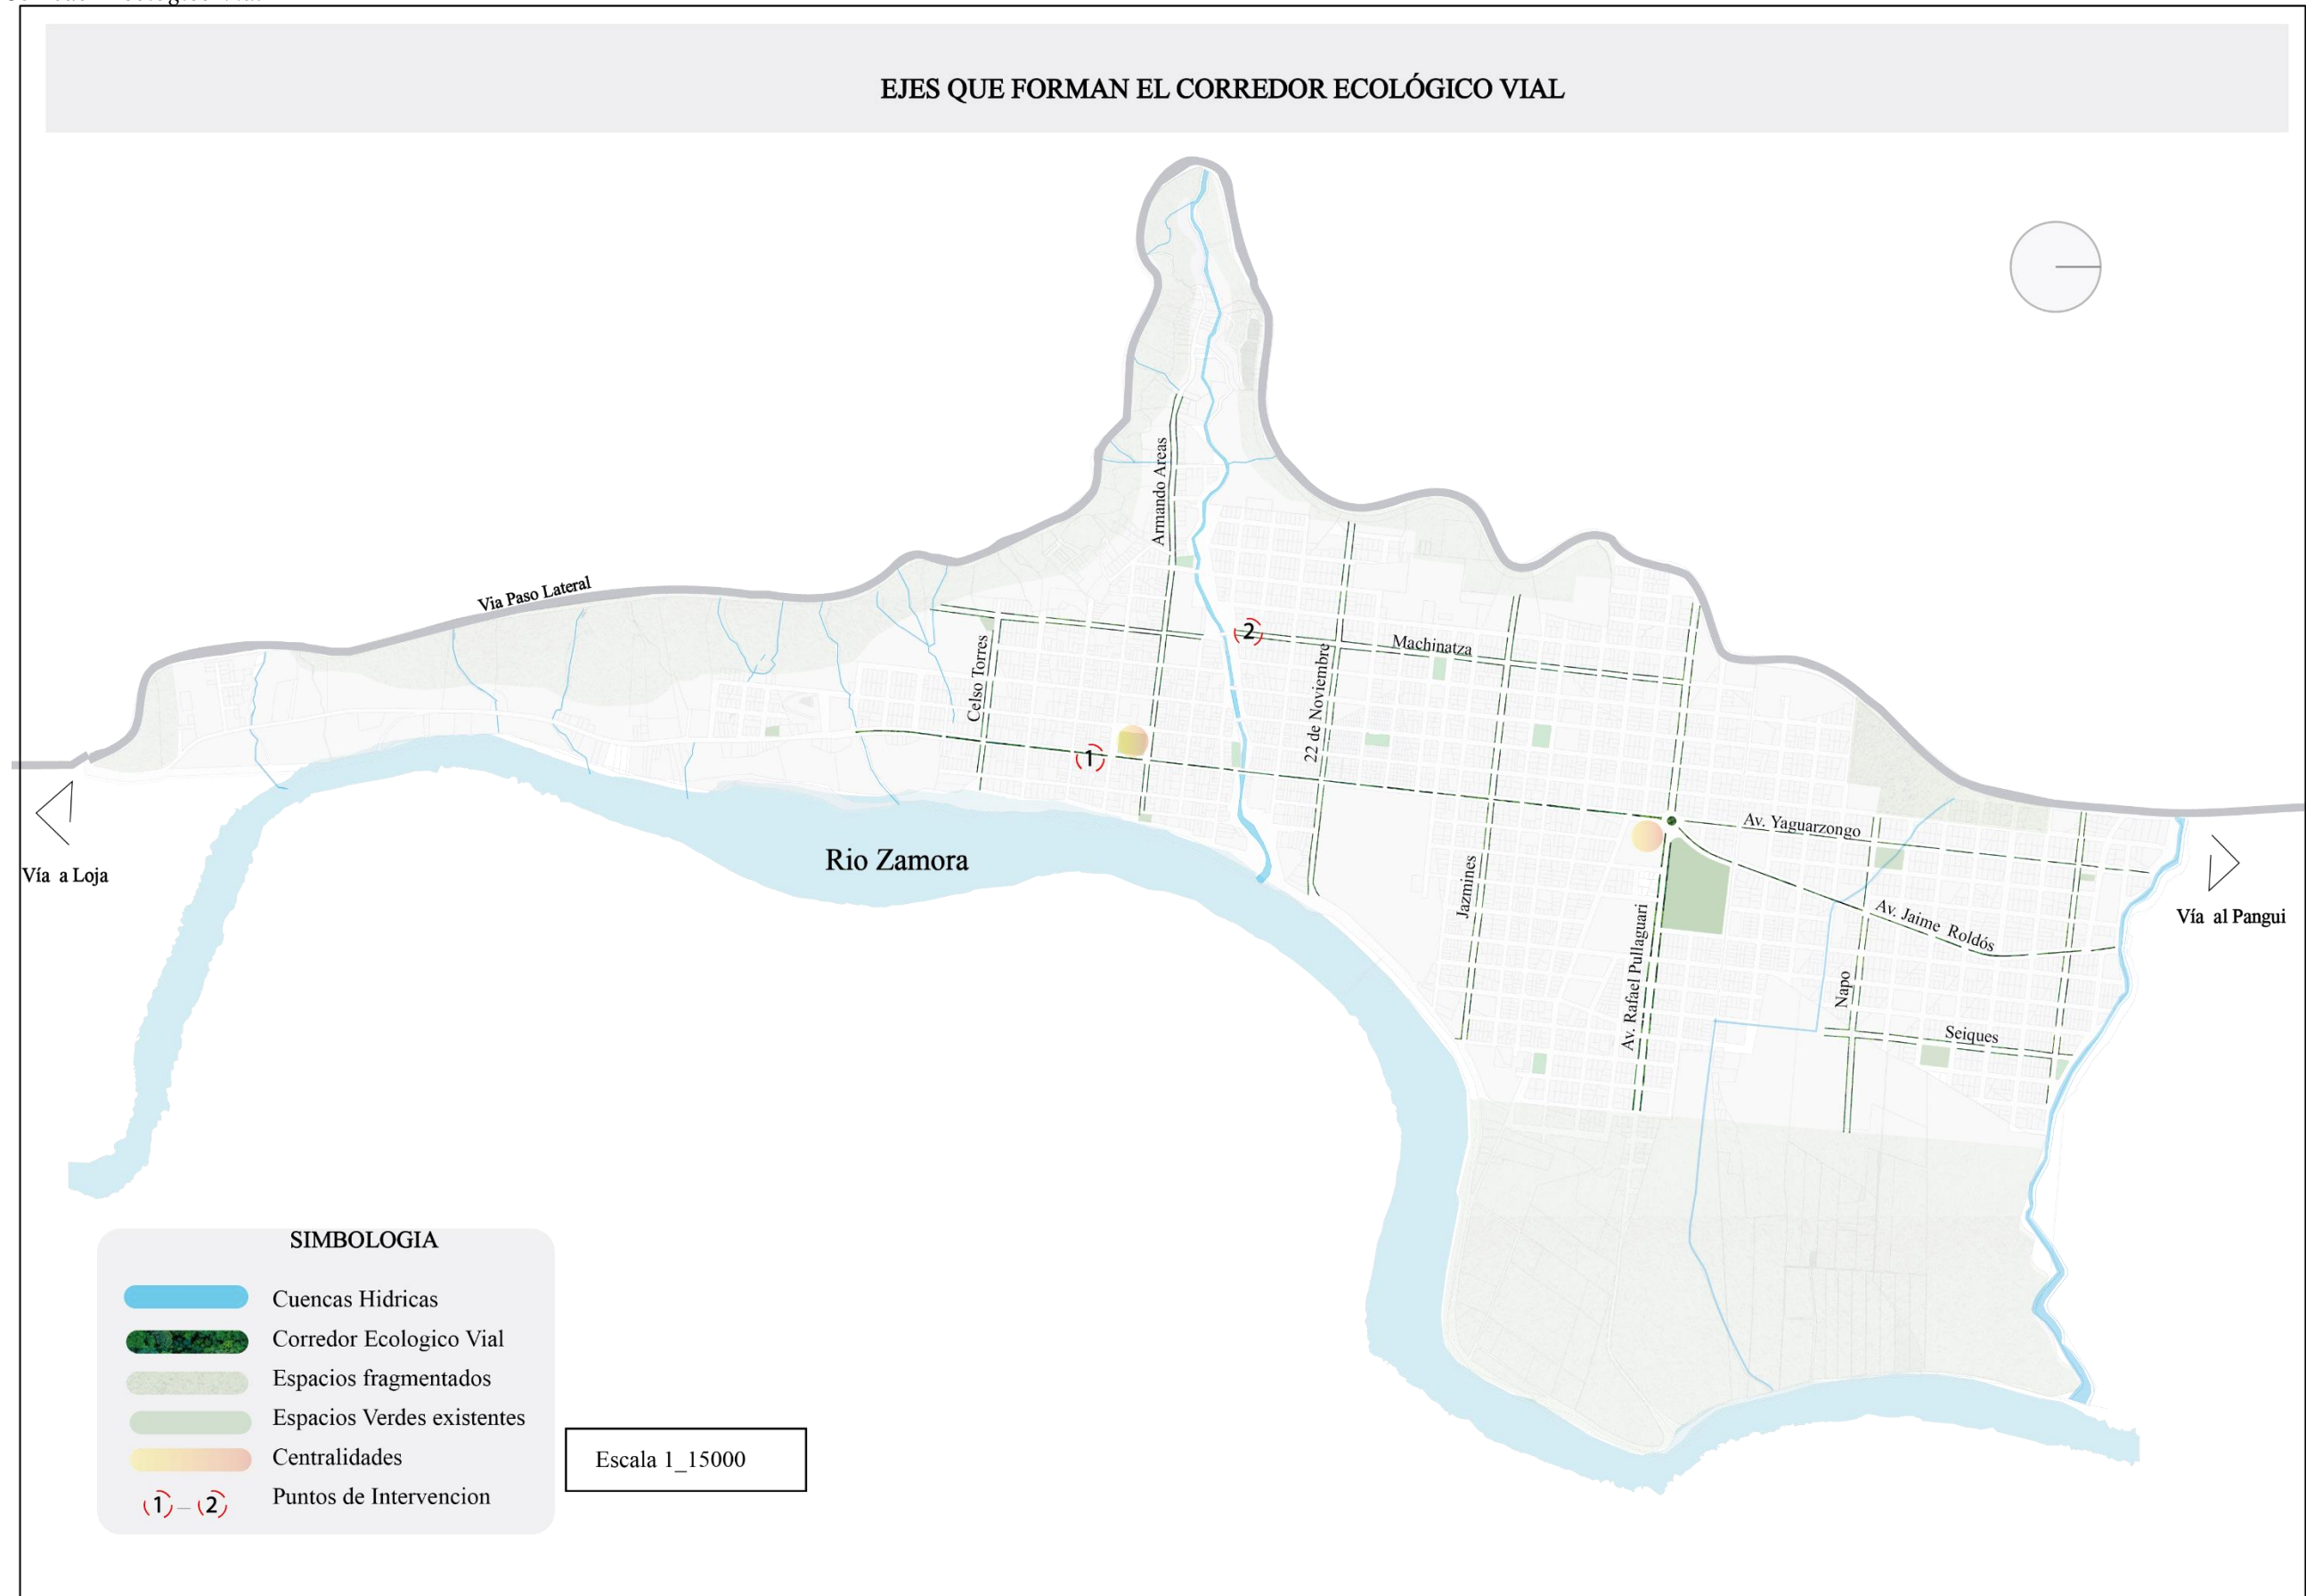 EJES QUE FORMAN EL CORREDOR ECOLÓGICO VIAL
Armando Areas
Via Paso Lateral
Celso Torres
2
Machinatza
22 de Noviembre
1
Av. Yaguarzongo
Vía a Loja
Rio Zamora
Jazmines
Av. Rafael Pullaguari
Av. Jaime Roldós
Vía al Pangui
Napo
Seiques
SIMBOLOGIA
Cuencas Hidricas
Corredor Ecologico Vial
Espacios fragmentados
Espacios Verdes existentes
Centralidades
1 – 2 Puntos de Intervencion
Escala 1_15000